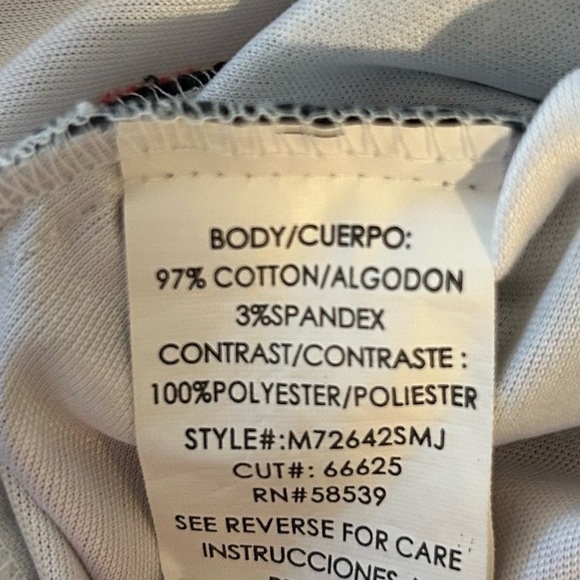 BODY/CUERPO:
97% COTTON/ALGODON
3%SPANDEX
CONTRAST/CONTRASTE :
100%POLYESTER/POLIESTER
STYLE#:M72642SMJ
CUT#: 66625
RN#58539
SEE REVERSE FOR CARE
INSTRUCCIONES